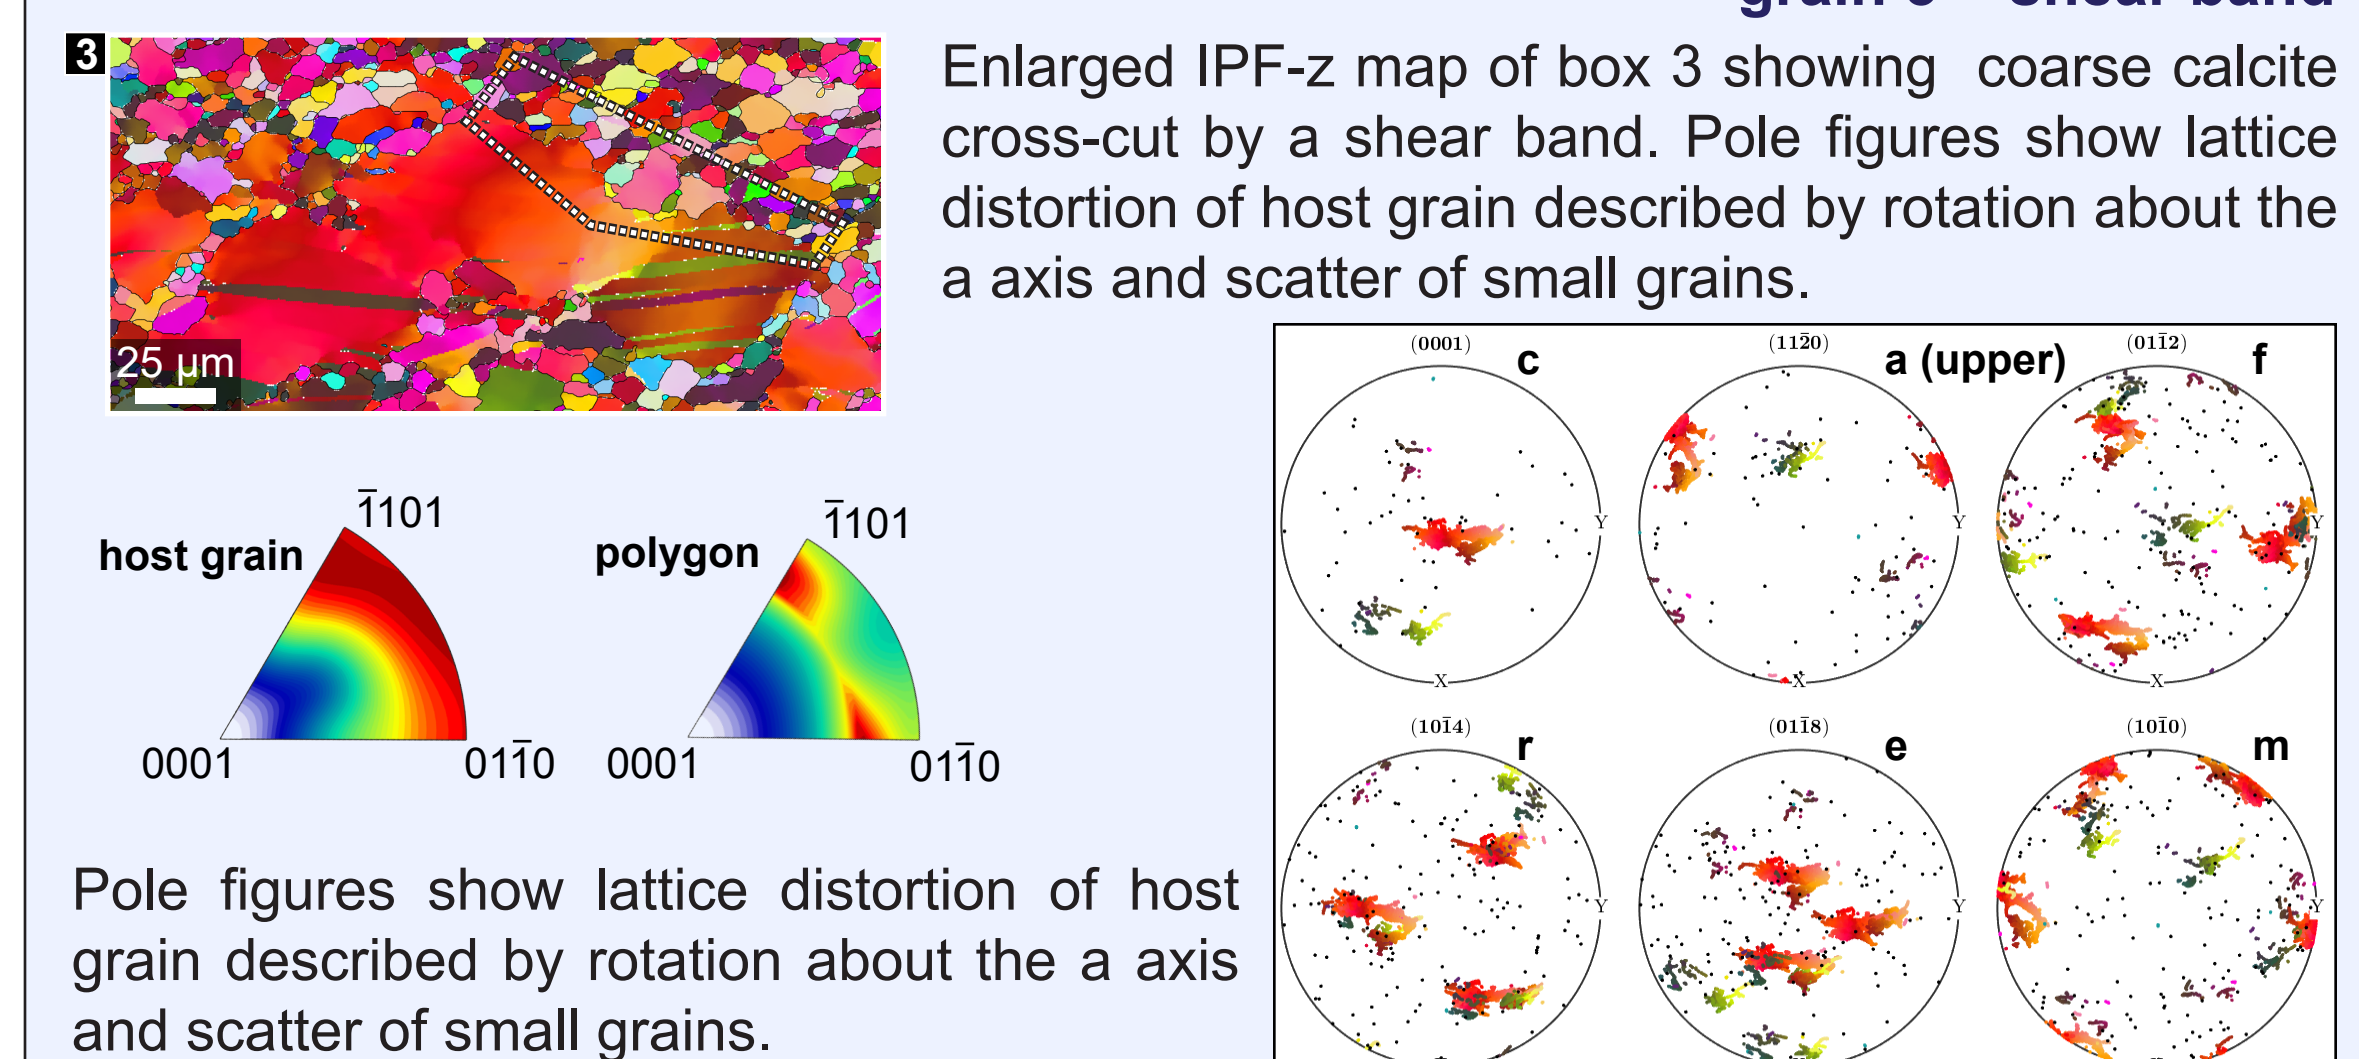 grain 3 - shear band
3
Enlarged IPF-z map of box 3 showing coarse calcite
cross-cut by a shear band. Pole figures show lattice
distortion of host grain described by rotation about the
a axis and scatter of small grains.
25 µm
(0001) c
(112̄0) a (upper)
(011̄2) f
Y
Y
Y
X
X
X
host grain
1̄101
0001
011̄0
polygon
1̄101
0001
011̄0
(101̄4) r
(011̄8) e
(101̄0) m
Y
Y
Y
Pole figures show lattice distortion of host
grain described by rotation about the a axis
and scatter of small grains.